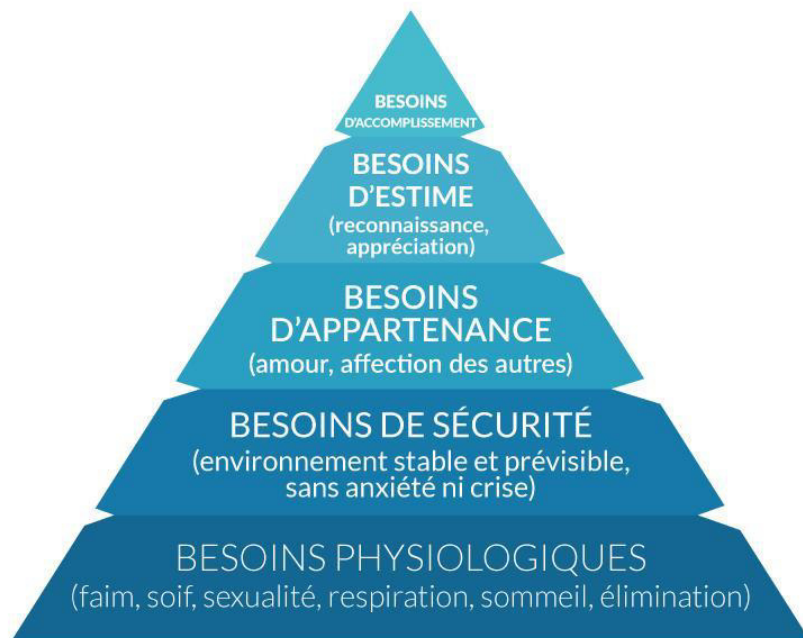 BESOINS
D'ACCOMPLISSEMENT
BESOINS
D'ESTIME
(reconnaissance,
appréciation)
BESOINS
D'APPARTENANCE
(amour, affection des autres)
BESOINS DE SÉCURITÉ
(environnement stable et prévisible,
sans anxiété ni crise)
BESOINS PHYSIOLOGIQUES
(faim, soif, sexualité, respiration, sommeil, élimination)